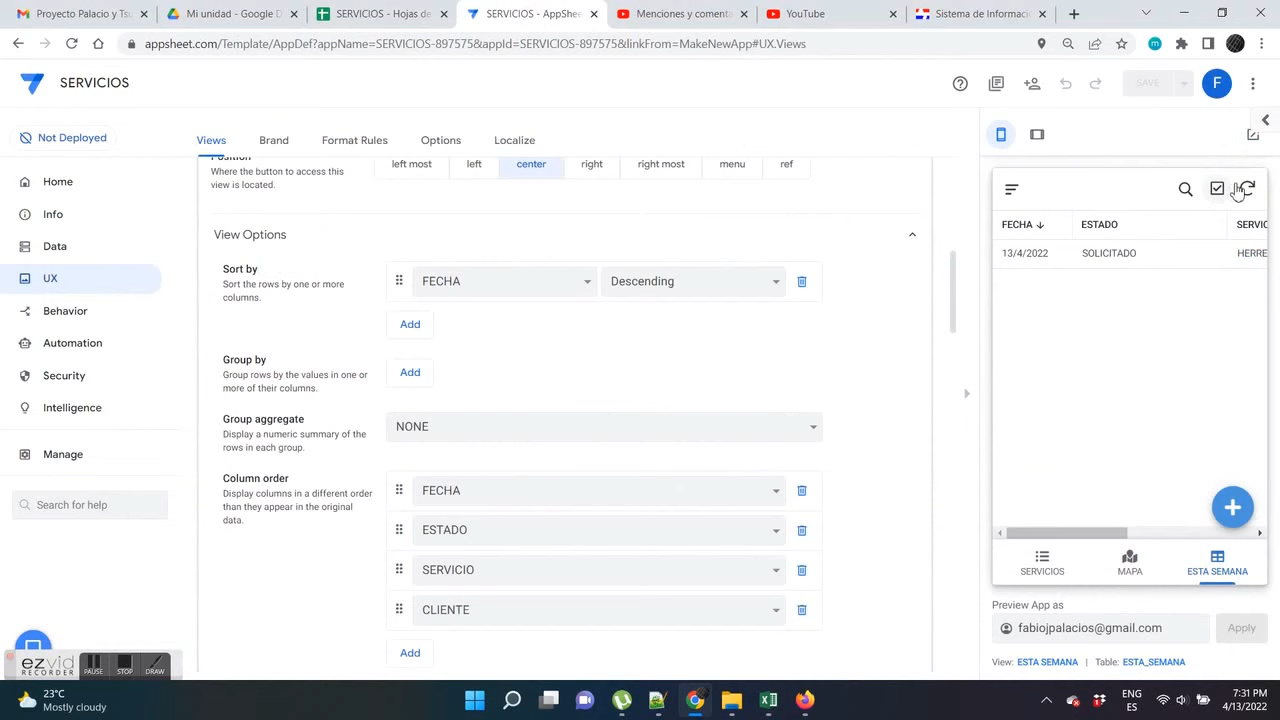 Proyecto Palacio y Tsu
Mi unidad - Google D
SERVICIOS - Hojas de
SERVICIOS - AppShee
Menciones y comenta
YouTube
Sistema de Informaci
appsheet.com/Template/AppDef?appName=SERVICIOS-897575&appId=SERVICIOS-897575&linkFrom=MakeNewApp#UX.Views
m
SERVICIOS
SAVE
F
Not Deployed
Views
Brand
Format Rules
Options
Localize
Home
Info
Data
UX
Behavior
Automation
Security
Intelligence
Manage
Search for help
Position
Where the button to access this
view is located.
left most
left
center
right
right most
menu
ref
View Options
Sort by
Sort the rows by one or more
columns.
FECHA
Descending
Add
Group by
Group rows by the values in one or
more of their columns.
Add
Group aggregate
Display a numeric summary of the
rows in each group.
NONE
Column order
Display columns in a different order
than they appear in the original
data.
FECHA
ESTADO
SERVICIO
CLIENTE
Add
FECHA
ESTADO
SERVIC
13/4/2022
SOLICITADO
HERRE
SERVICIOS
MAPA
ESTA SEMANA
Preview App as
fabiojpalacios@gmail.com
Apply
View: ESTA SEMANA | Table: ESTA_SEMANA
ezvid
RECORDER
PAUSE
STOP
DRAW
23°C
Mostly cloudy
ENG
ES
7:31 PM
4/13/2022